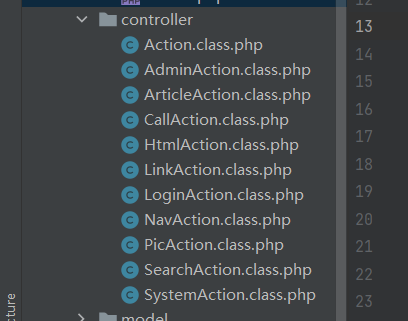 controller
Action.class.php
AdminAction.class.php
ArticleAction.class.php
CallAction.class.php
HtmlAction.class.php
LinkAction.class.php
LoginAction.class.php
NavAction.class.php
PicAction.class.php
SearchAction.class.php
SystemAction.class.php
model
13
14
15
16
17
18
19
20
21
22
23